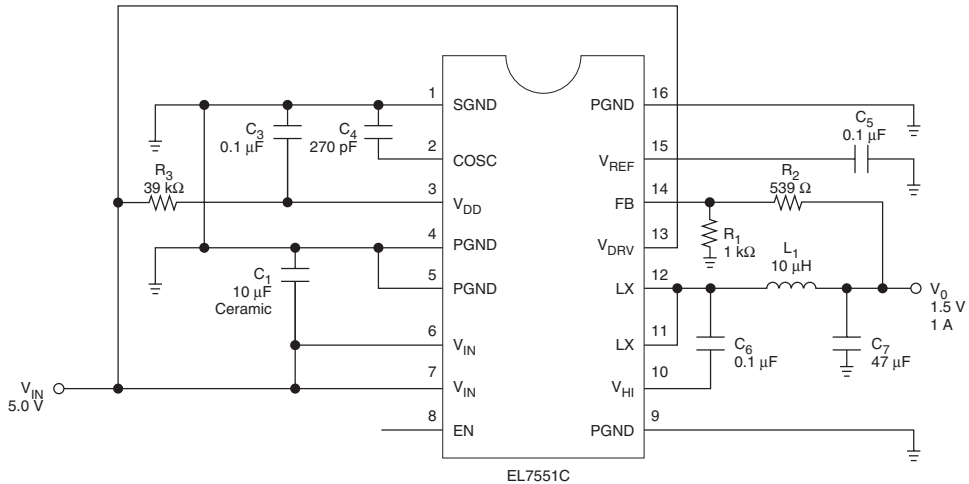 1
SGND
PGND
16
C3
0.1 µF
C4
270 pF
C5
0.1 µF
2
COSC
VREF
15
R3
39 kΩ
R2
539 Ω
3
VDD
FB
14
R1
1 kΩ
4
PGND
VDRV
13
C1
10 µF
Ceramic
5
PGND
LX
12
L1
10 µH
V0
1.5 V
1 A
6
VIN
LX
11
C6
0.1 µF
C7
47 µF
7
VIN
VHI
10
VIN
5.0 V
8
EN
PGND
9
EL7551C